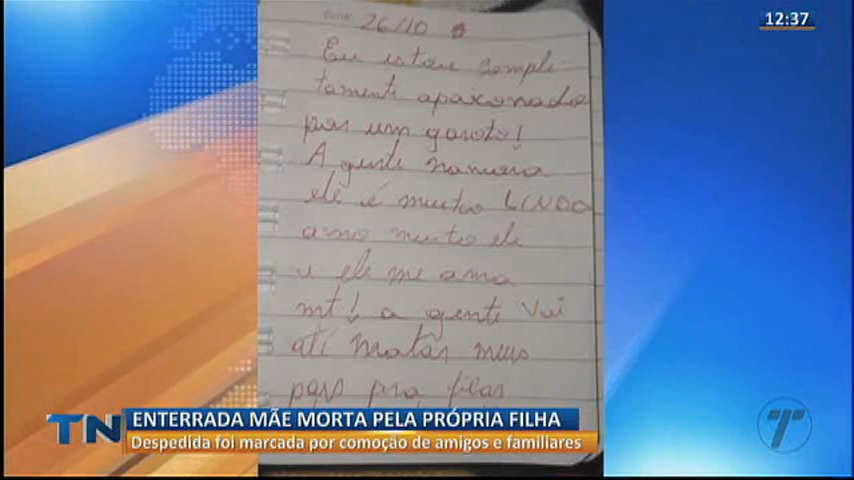 26/10
12:37
Eu estou comple-
tamente apaxonada
por um garoto!
A gente namora
ele é muito LINDO
amo muito ele
e ele me ama
mt! a gente vai
até matar meus
pais pra ficar
TN ENTERRADA MÃE MORTA PELA PRÓPRIA FILHA
Despedida foi marcada por comoção de amigos e familiares
T